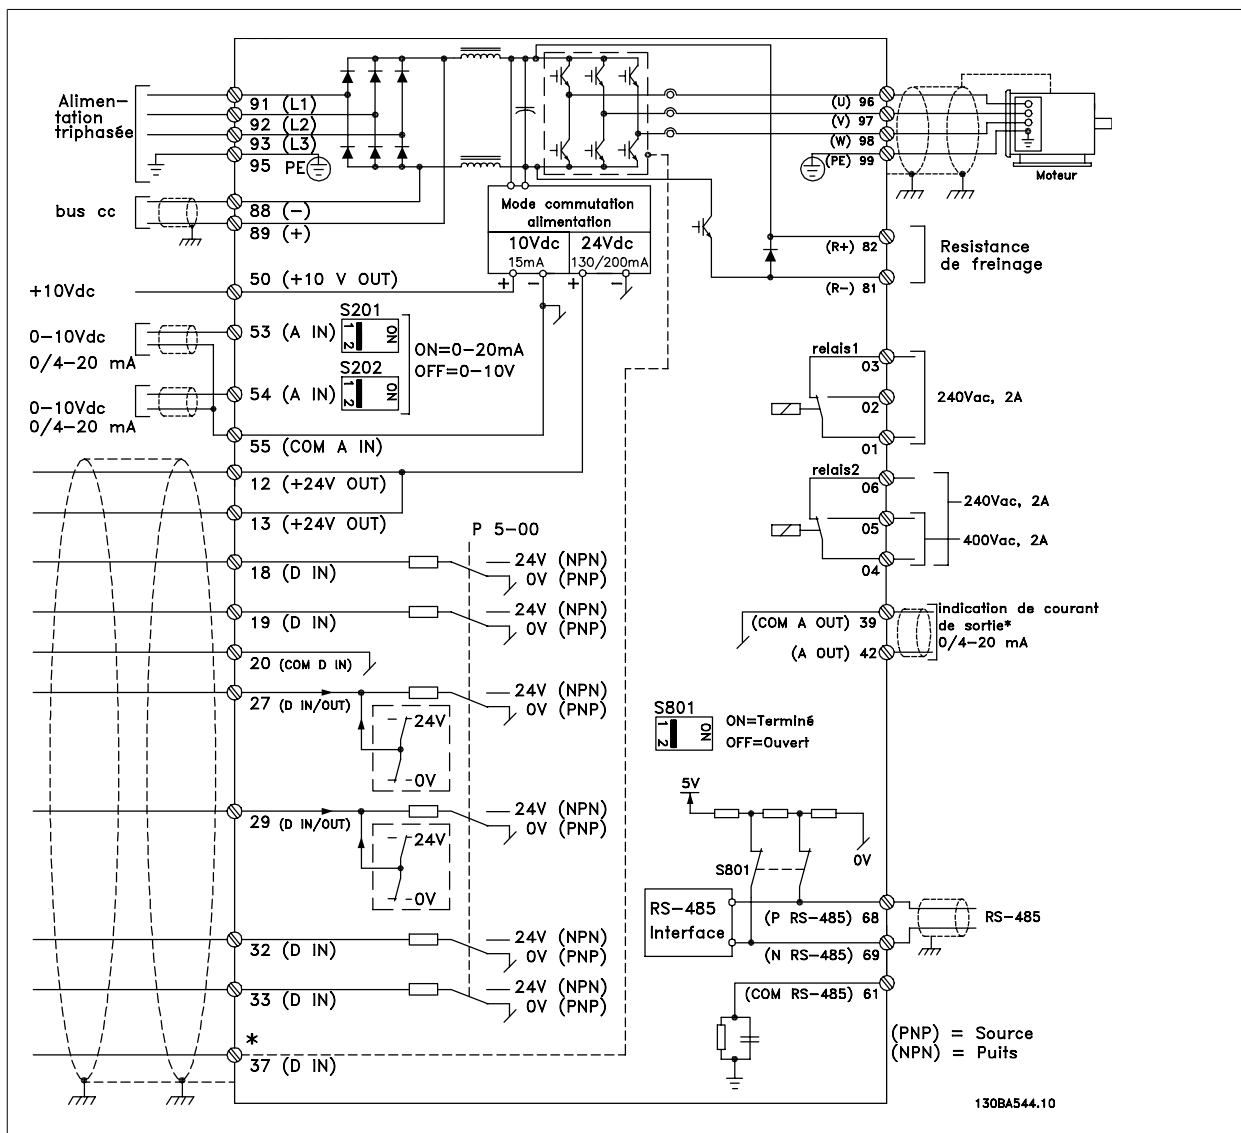 Alimen-
tation
triphasée
91 (L1)
92 (L2)
93 (L3)
95 PE
bus cc
88 (-)
89 (+)
Mode commutation
alimentation
10Vdc
15mA
24Vdc
130/200mA
+ - + -
+10Vdc
50 (+10 V OUT)
S201
ON
1 2
0-10Vdc
0/4-20 mA
53 (A IN)
ON=0-20mA
OFF=0-10V
S202
ON
1 2
0-10Vdc
0/4-20 mA
54 (A IN)
55 (COM A IN)
12 (+24V OUT)
13 (+24V OUT)
P 5-00
18 (D IN)
24V (NPN)
0V (PNP)
19 (D IN)
24V (NPN)
0V (PNP)
20 (COM D IN)
27 (D IN/OUT)
24V (NPN)
0V (PNP)
24V
0V
29 (D IN/OUT)
24V (NPN)
0V (PNP)
24V
0V
32 (D IN)
24V (NPN)
0V (PNP)
33 (D IN)
24V (NPN)
0V (PNP)
*
37 (D IN)
(U) 96
(V) 97
(W) 98
(PE) 99
Moteur
(R+) 82
(R-) 81
Resistance
de freinage
relais1
03
02
01
240Vac, 2A
relais2
06
05
04
240Vac, 2A
400Vac, 2A
(COM A OUT) 39
(A OUT) 42
indication de courant
de sortie*
0/4-20 mA
S801
ON
1 2
ON=Terminé
OFF=Ouvert
5V
S801
0V
RS-485
Interface
(P RS-485) 68
(N RS-485) 69
RS-485
(COM RS-485) 61
(PNP) = Source
(NPN) = Puits
130BA544.10